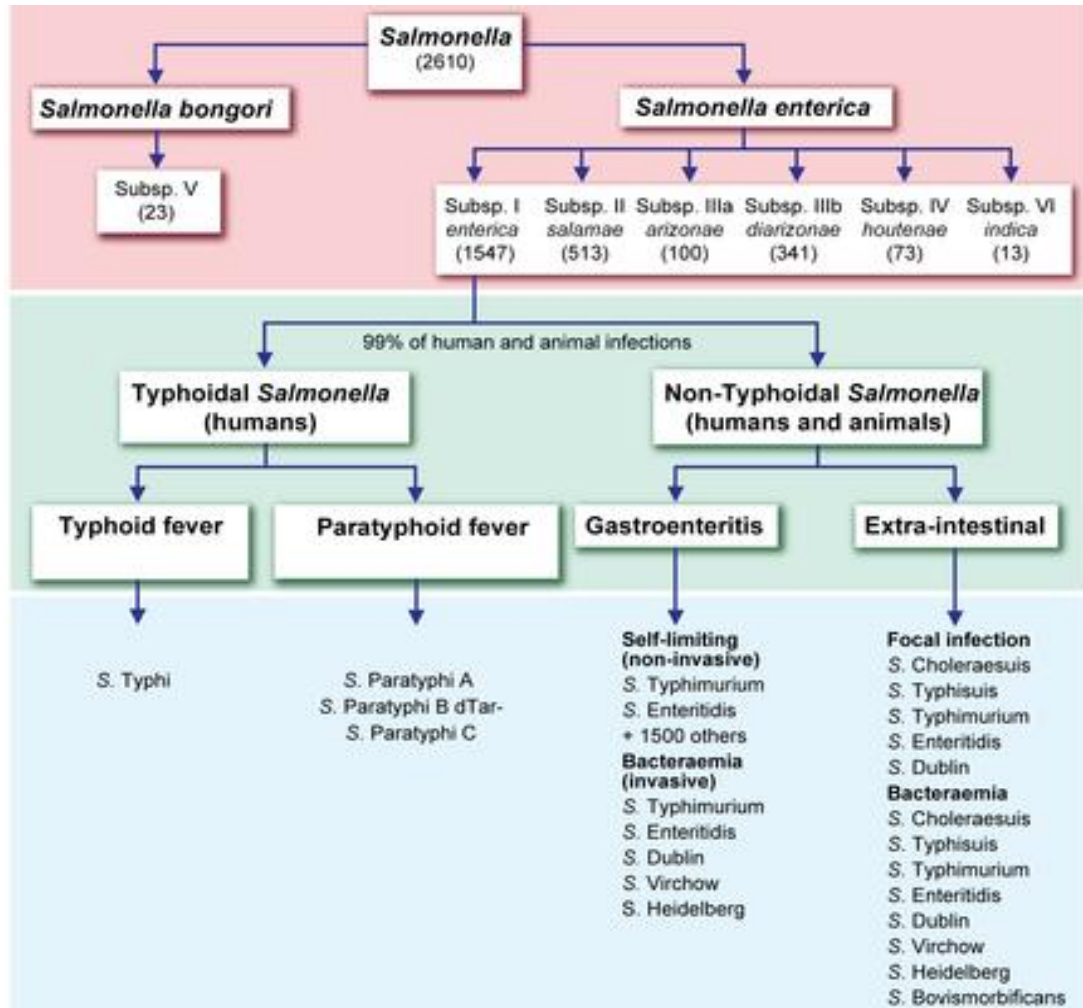 Salmonella
(2610)
Salmonella bongori
Salmonella enterica
Subsp. V
(23)
Subsp. I
enterica
(1547)
Subsp. II
salamae
(513)
Subsp. IIIa
arizonae
(100)
Subsp. IIIb
diarizonae
(341)
Subsp. IV
houtenae
(73)
Subsp. VI
indica
(13)
99% of human and animal infections
Typhoidal Salmonella
(humans)
Non-Typhoidal Salmonella
(humans and animals)
Typhoid fever
Paratyphoid fever
Gastroenteritis
Extra-intestinal
S. Typhi
S. Paratyphi A
S. Paratyphi B dTar-
S. Paratyphi C
Self-limiting
(non-invasive)
S. Typhimurium
S. Enteritidis
+ 1500 others
Bacteraemia
(invasive)
S. Typhimurium
S. Enteritidis
S. Dublin
S. Virchow
S. Heidelberg
Focal infection
S. Choleraesuis
S. Typhisuis
S. Typhimurium
S. Enteritidis
S. Dublin
Bacteraemia
S. Choleraesuis
S. Typhisuis
S. Typhimurium
S. Enteritidis
S. Dublin
S. Virchow
S. Heidelberg
S. Bovismorbificans